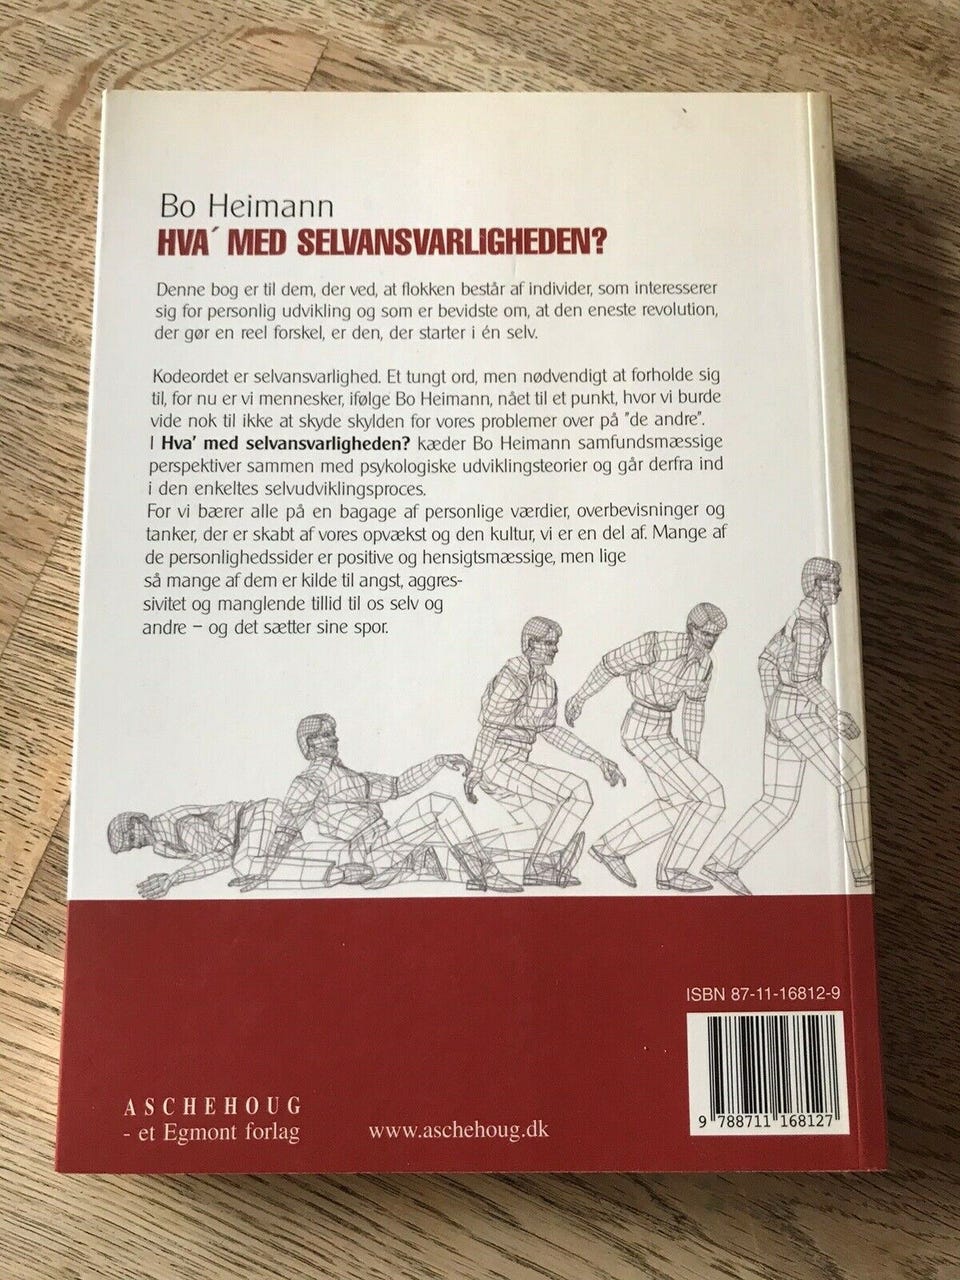 Bo Heimann
HVA´ MED SELVANSVARLIGHEDEN?
Denne bog er til dem, der ved, at flokken består af individer, som interesserer
sig for personlig udvikling og som er bevidste om, at den eneste revolution,
der gør en reel forskel, er den, der starter i én selv.
Kodeordet er selvansvarlighed. Et tungt ord, men nødvendigt at forholde sig
til, for nu er vi mennesker, ifølge Bo Heimann, nået til et punkt, hvor vi burde
vide nok til ikke at skyde skylden for vores problemer over på "de andre".
I Hva' med selvansvarligheden? kæder Bo Heimann samfundsmæssige
perspektiver sammen med psykologiske udviklingsteorier og går derfra ind
i den enkeltes selvudviklingsproces.
For vi bærer alle på en bagage af personlige værdier, overbevisninger og
tanker, der er skabt af vores opvækst og den kultur, vi er en del af. Mange af
de personlighedssider er positive og hensigtsmæssige, men lige
så mange af dem er kilde til angst, aggres-
sivitet og manglende tillid til os selv og
andre – og det sætter sine spor.
ISBN 87-11-16812-9
9 788711 168127
ASCHEHOUG
- et Egmont forlag
www.aschehoug.dk